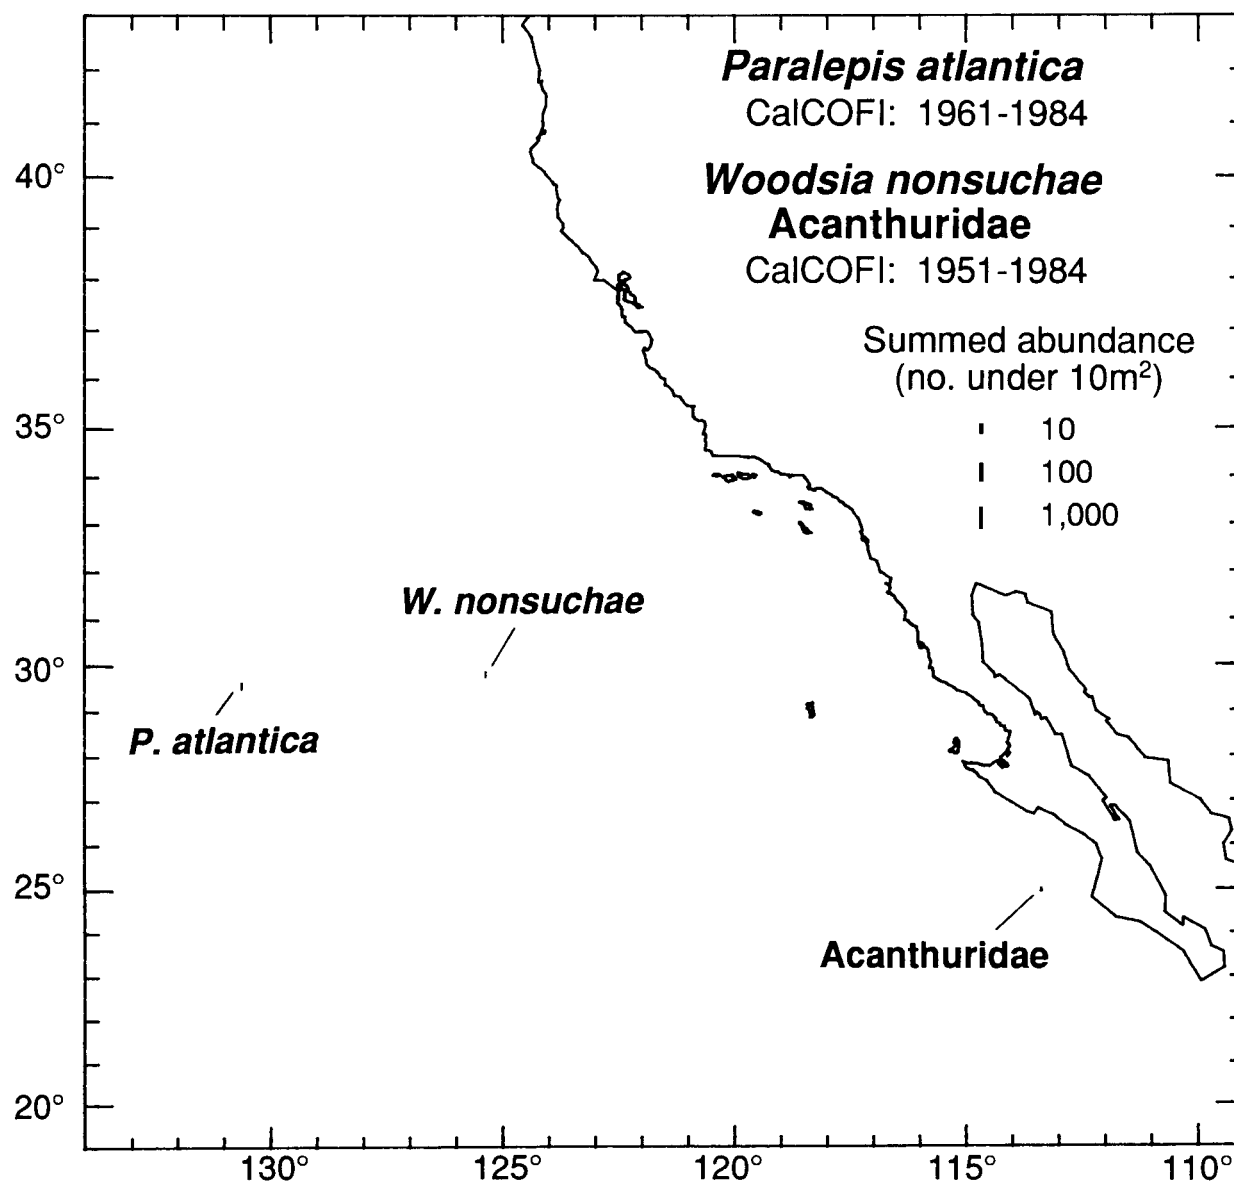 Paralepis atlantica
CalCOFI: 1961-1984
Woodsia nonsuchae
Acanthuridae
CalCOFI: 1951-1984
Summed abundance
(no. under 10m²)
10
100
1,000
40°
35°
30°
25°
20°
W. nonsuchae
P. atlantica
Acanthuridae
130° 125° 120° 115° 110°